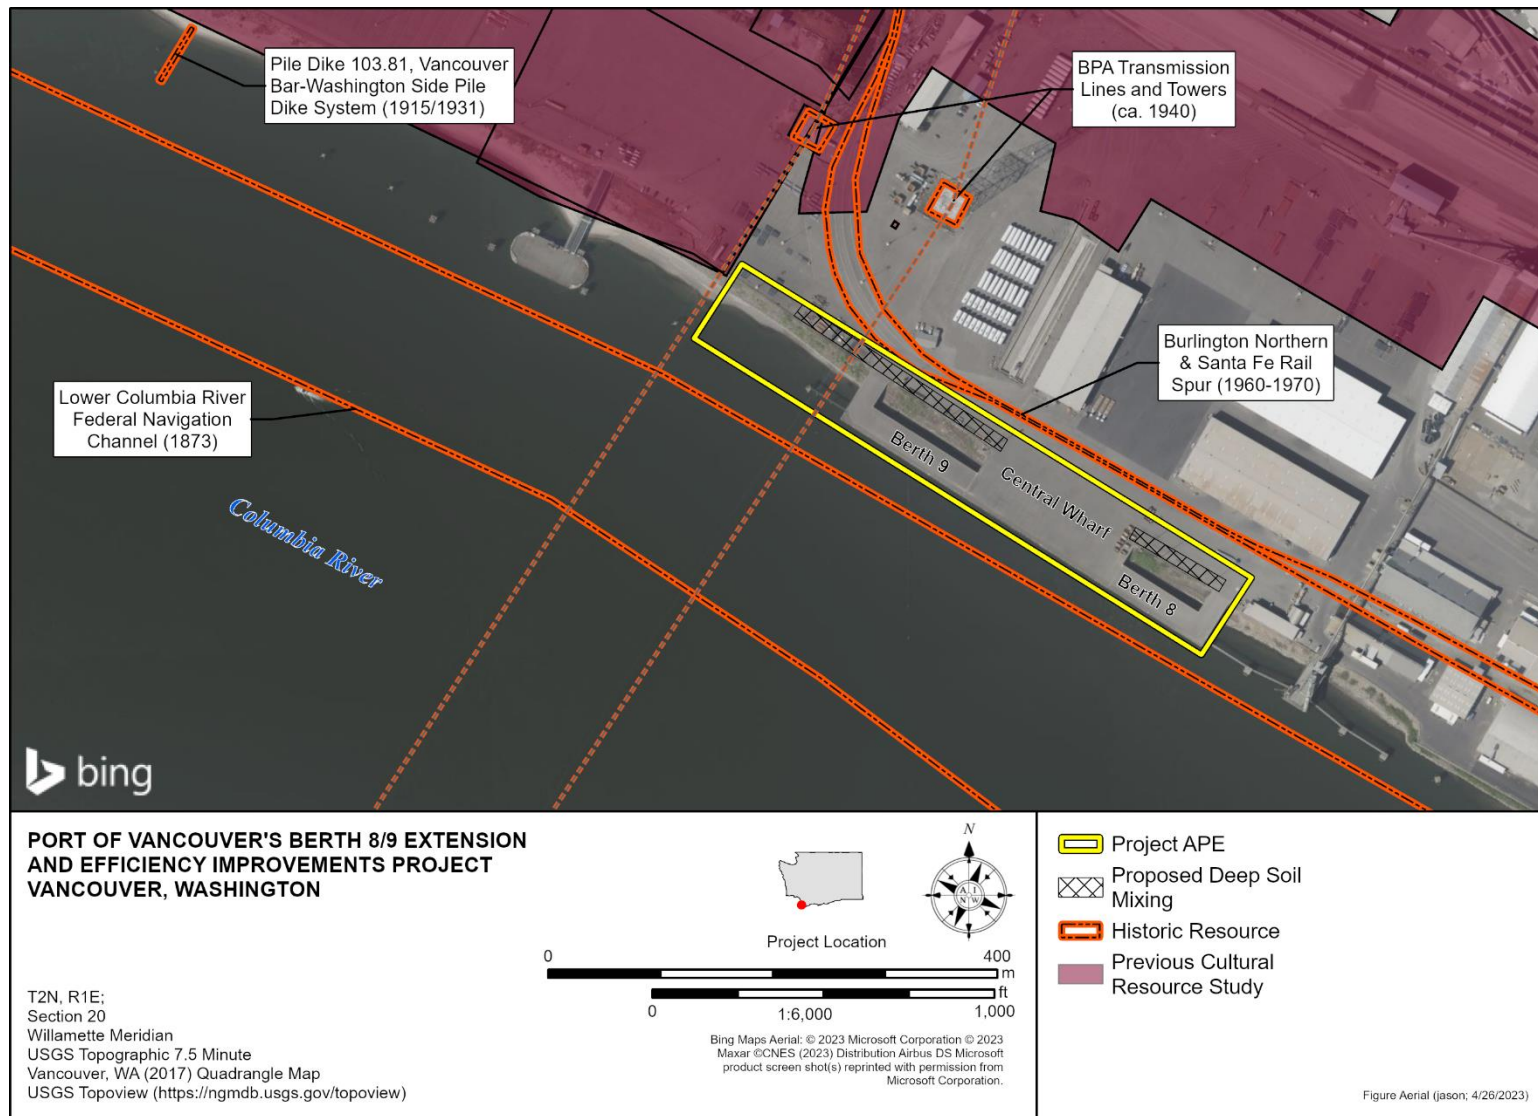 Pile Dike 103.81, Vancouver
Bar-Washington Side Pile
Dike System (1915/1931)
BPA Transmission
Lines and Towers
(ca. 1940)
Burlington Northern
& Santa Fe Rail
Spur (1960-1970)
Lower Columbia River
Federal Navigation
Channel (1873)
Columbia River
Berth 9
Central Wharf
Berth 8
bing
PORT OF VANCOUVER'S BERTH 8/9 EXTENSION
AND EFFICIENCY IMPROVEMENTS PROJECT
VANCOUVER, WASHINGTON
T2N, R1E;
Section 20
Willamette Meridian
USGS Topographic 7.5 Minute
Vancouver, WA (2017) Quadrangle Map
USGS Topoview (https://ngmdb.usgs.gov/topoview)
Project Location
N
A I
N W
0 400
m
ft
0 1:6,000 1,000
Bing Maps Aerial: © 2023 Microsoft Corporation © 2023
Maxar ©CNES (2023) Distribution Airbus DS Microsoft
product screen shot(s) reprinted with permission from
Microsoft Corporation.
Project APE
Proposed Deep Soil
Mixing
Historic Resource
Previous Cultural
Resource Study
Figure Aerial (jason; 4/26/2023)